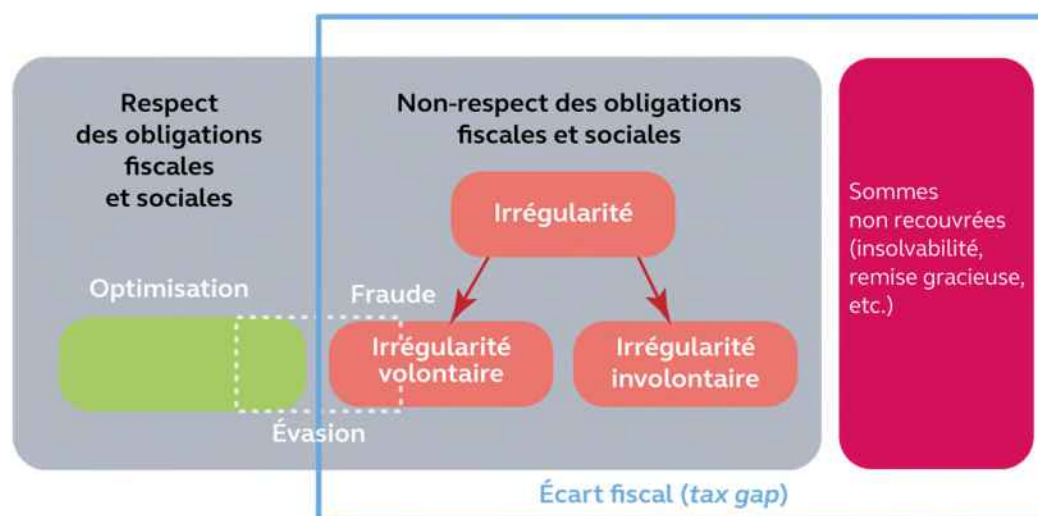 Respect
des obligations
fiscales
et sociales
Non-respect des obligations
fiscales et sociales
Irrégularité
Sommes
non recouvrées
(insolvabilité,
remise gracieuse,
etc.)
Optimisation
Fraude
Irrégularité
volontaire
Irrégularité
involontaire
Évasion
Écart fiscal (tax gap)